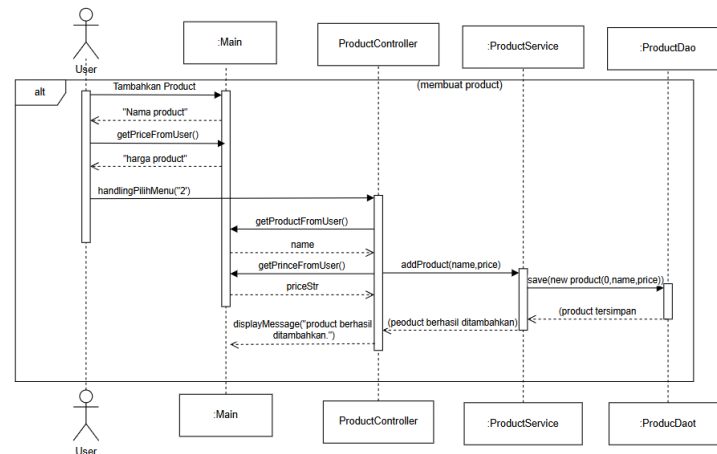 :Main
ProductController
:ProductService
:ProductDao
User
alt
(membuat product)
Tambahkan Product
"Nama product"
getPriceFromUser()
"harga product"
handlingPilihMenu("2')
getProductFromUser()
name
getPrinceFromUser()
addProduct(name,price)
save(new product(0,name,price))
priceStr
(product tersimpan
displayMessage("product berhasil
ditambahkan.")
(peoduct berhasil ditambahkan)
User
:Main
ProductController
:ProductService
:ProducDaot